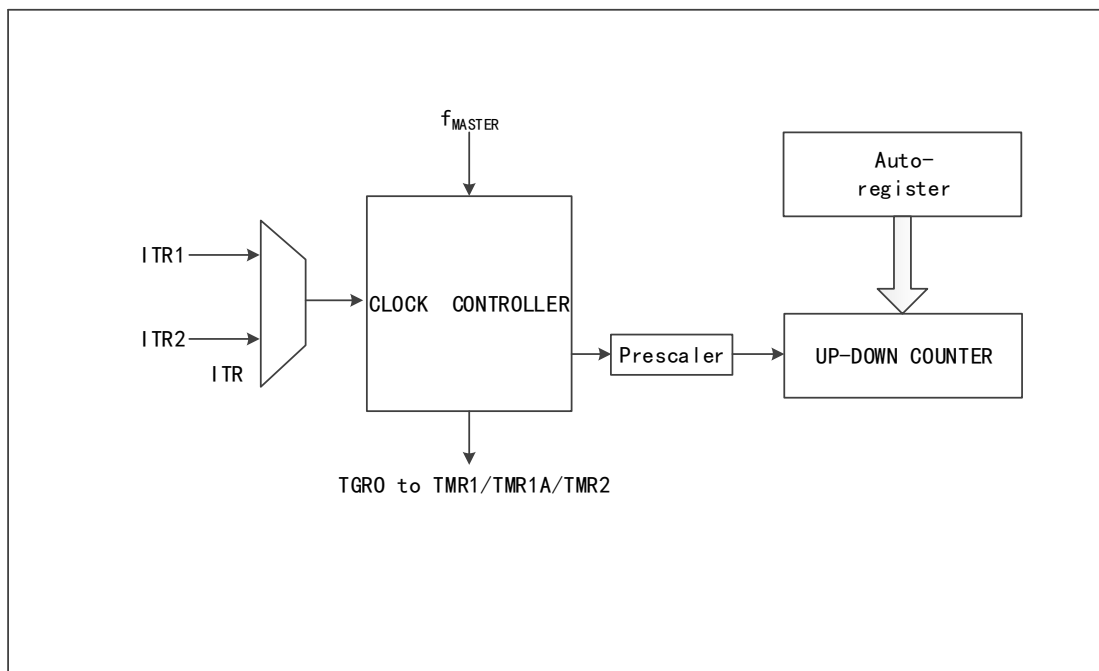 fMASTER
Auto-
register
ITR1
CLOCK CONTROLLER
ITR2
ITR
Prescaler
UP-DOWN COUNTER
TGRO to TMR1/TMR1A/TMR2